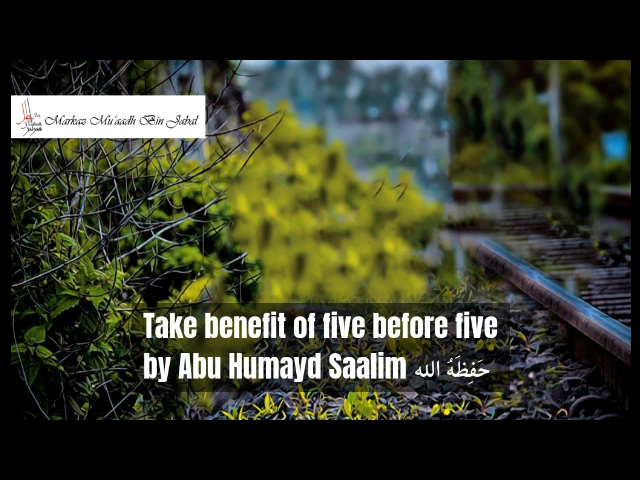 Markaz Mu'aadh Bin Jabal
Take benefit of five before five
by Abu Humayd Saalim حَفِظَهُ الله